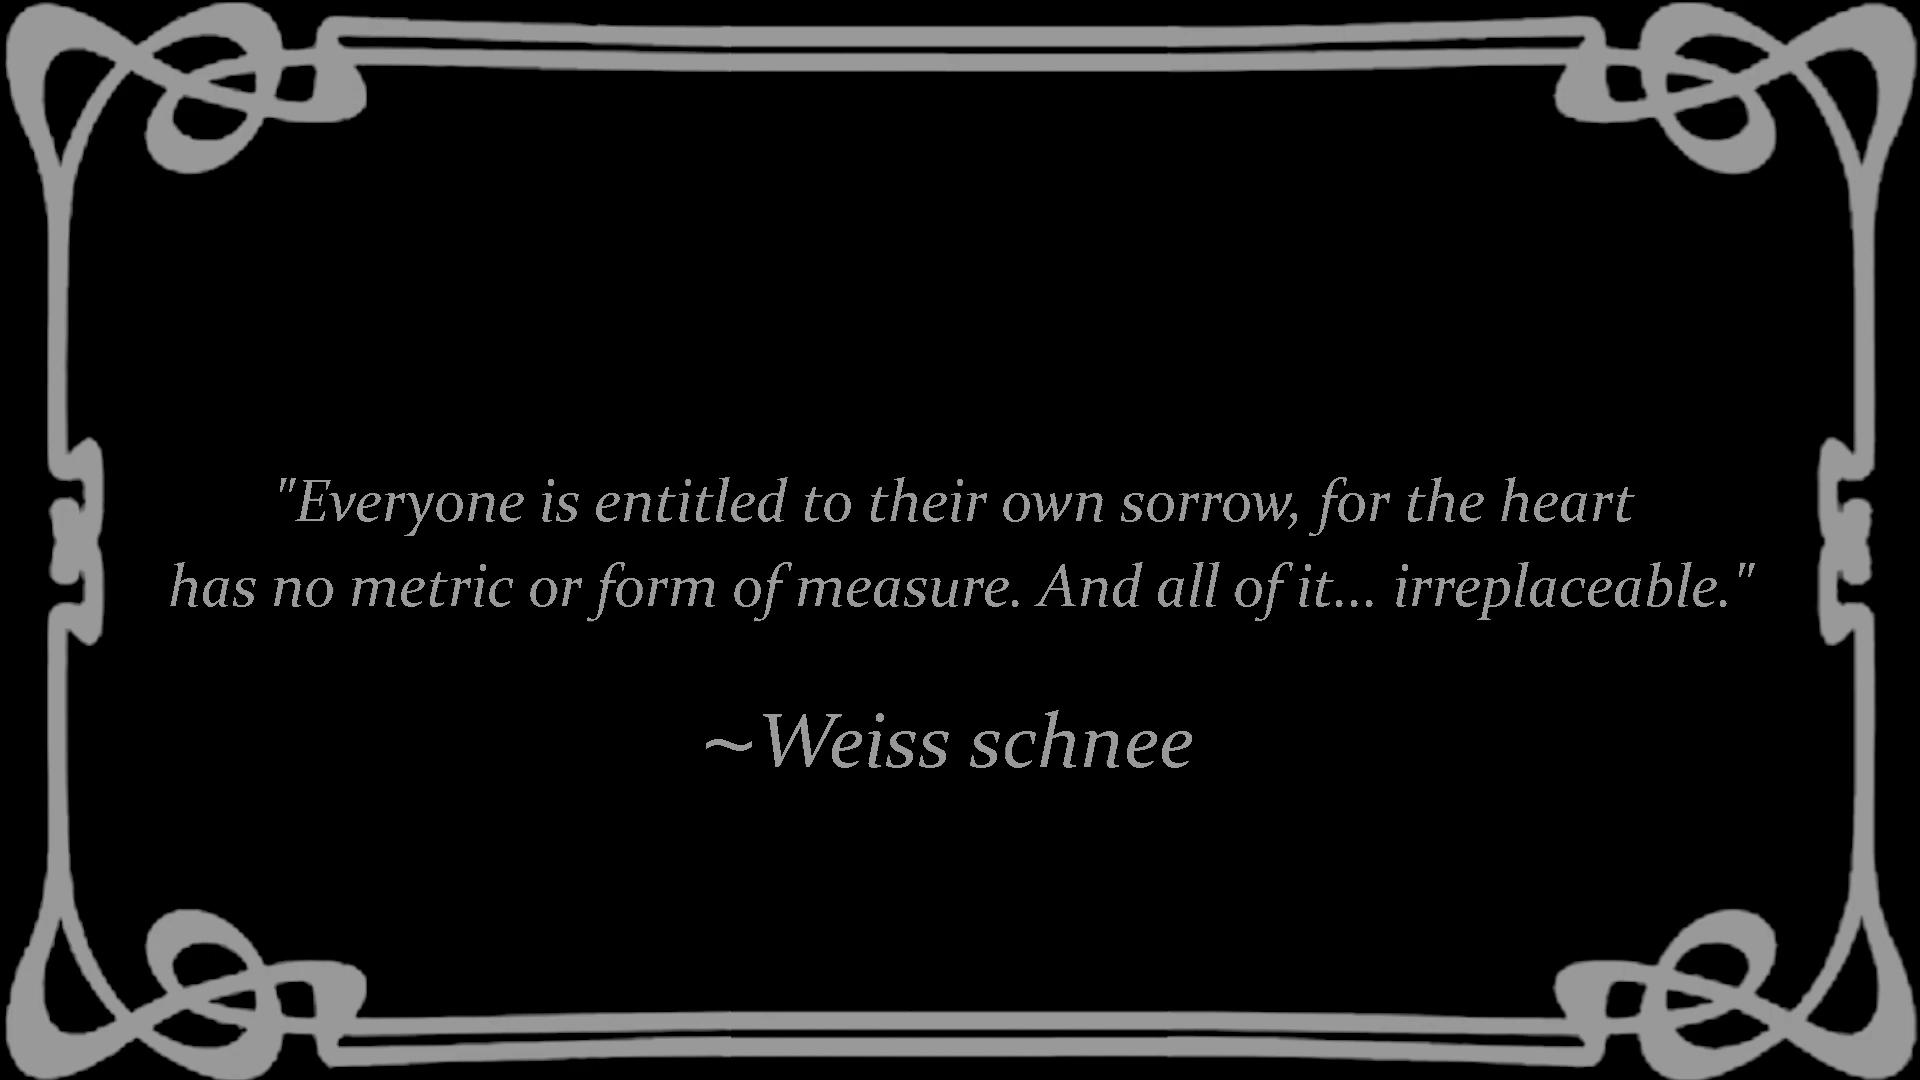 "Everyone is entitled to their own sorrow, for the heart
has no metric or form of measure. And all of it... irreplaceable."
~Weiss schnee